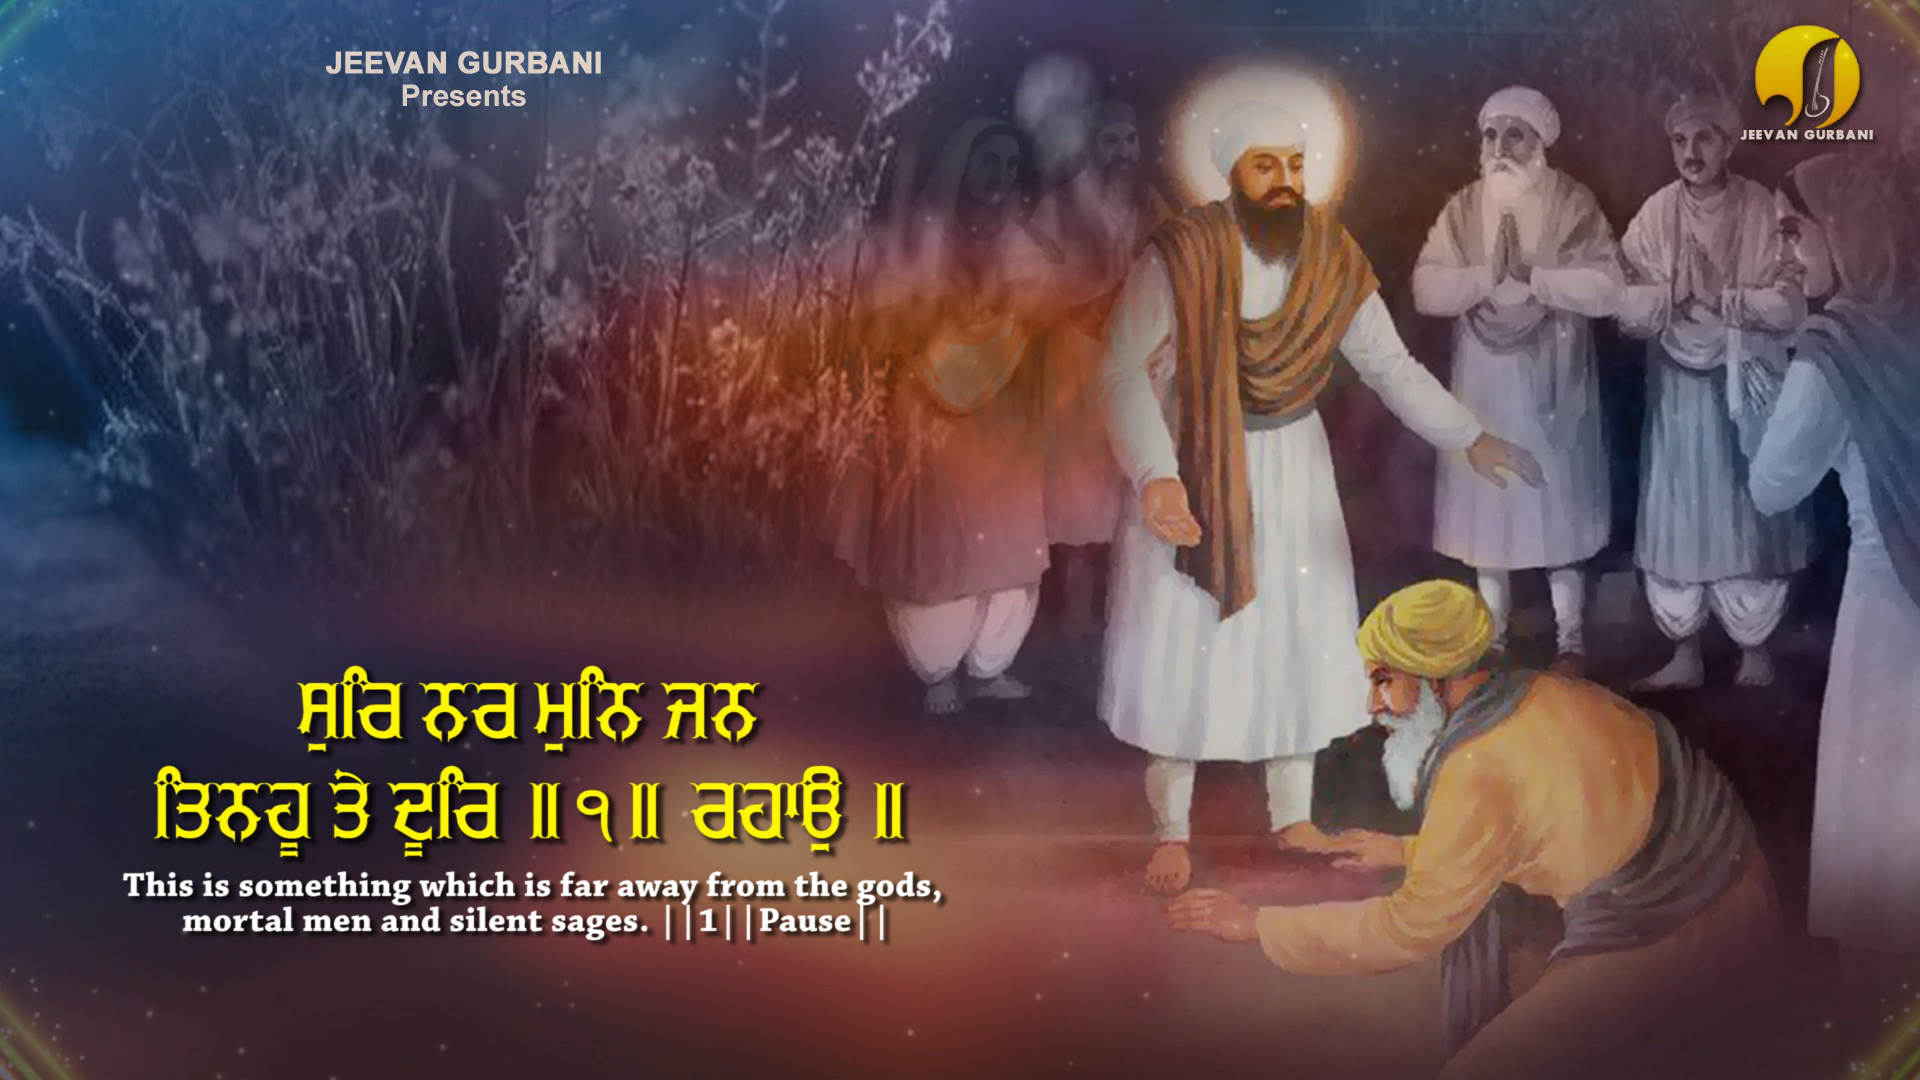 JEEVAN GURBANI
Presents
JEEVAN GURBANI
ਸੁਰਿ ਨਰ ਮੁਨਿ ਜਨ
ਤਿਨਹੂ ਤੇ ਦੂਰਿ ॥੧॥ ਰਹਾਉ ॥
This is something which is far away from the gods,
mortal men and silent sages. ||1||Pause||